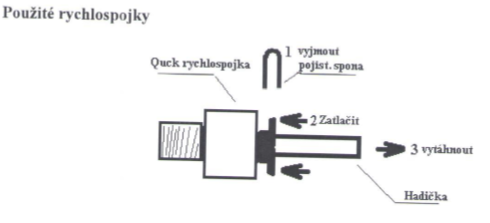 Použité rychlospojky
1 vyjmout
pojist. spona
Quck rychlospojka
2 Zatlačit
3 vytáhnout
Hadička